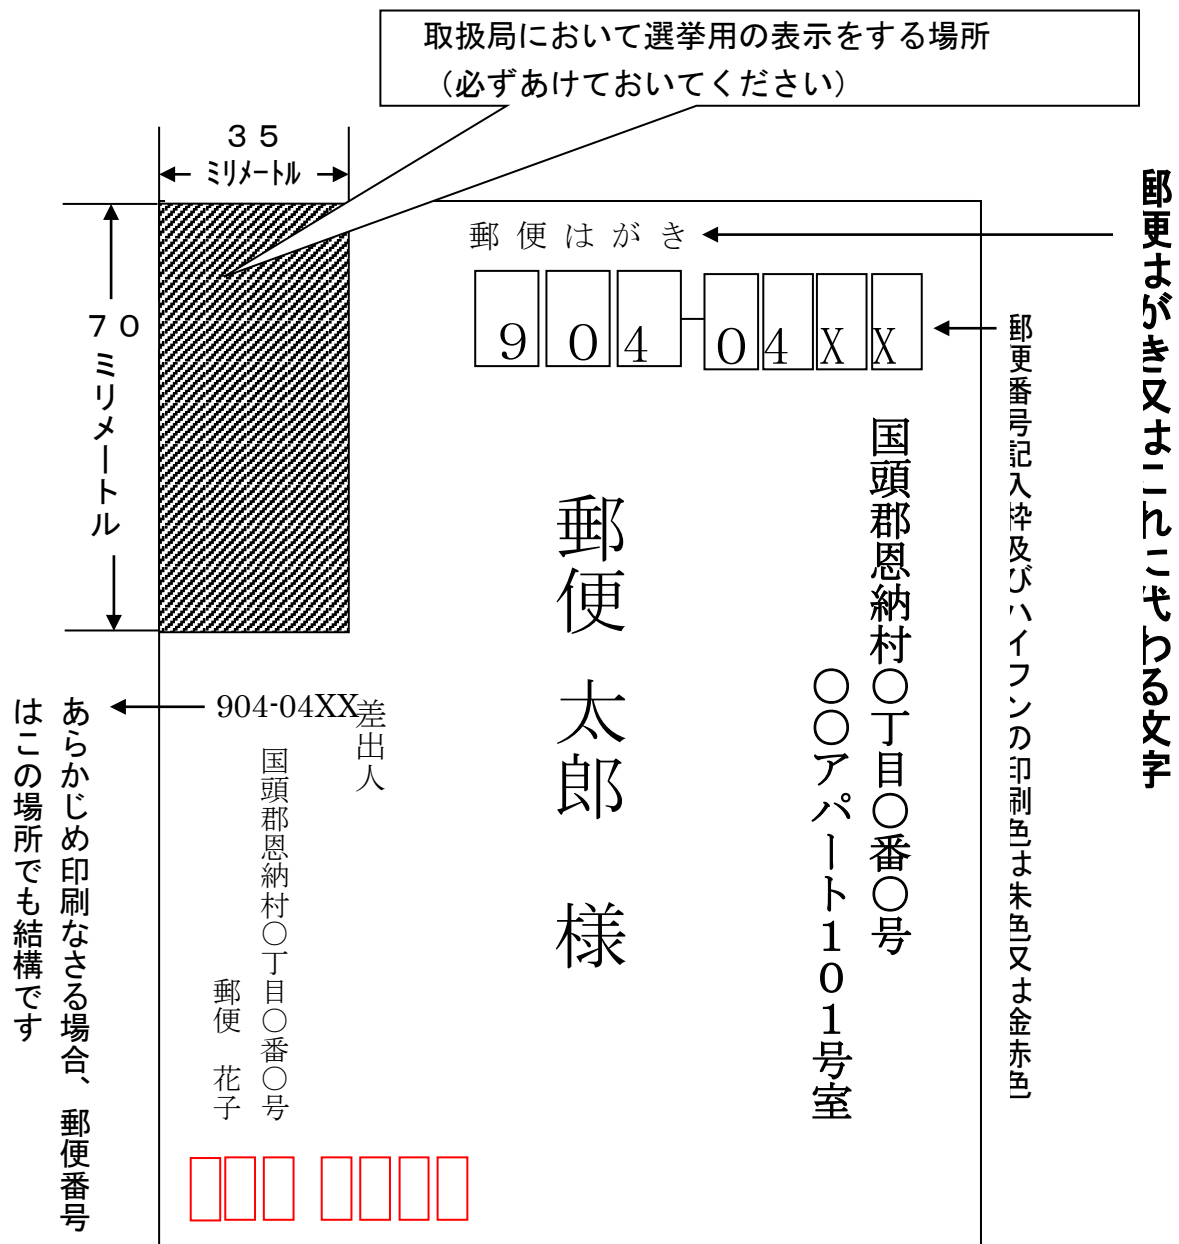 取扱局において選挙用の表示をする場所
（必ずあけておいてください）
３５
ミリメートル
７０
ミリメートル
郵便はがき
904-04XX
郵便はがき又はこれに代わる文字
郵便番号記入枠及びハイフンの印刷色は朱色又は金赤色
国頭郡恩納村〇丁目〇番〇号
〇〇アパート１０１号室
郵便 太郎　様
904-04XX
差出人
国頭郡恩納村〇丁目〇番〇号
郵便　花子
あらかじめ印刷なさる場合、郵便番号
はこの場所でも結構です